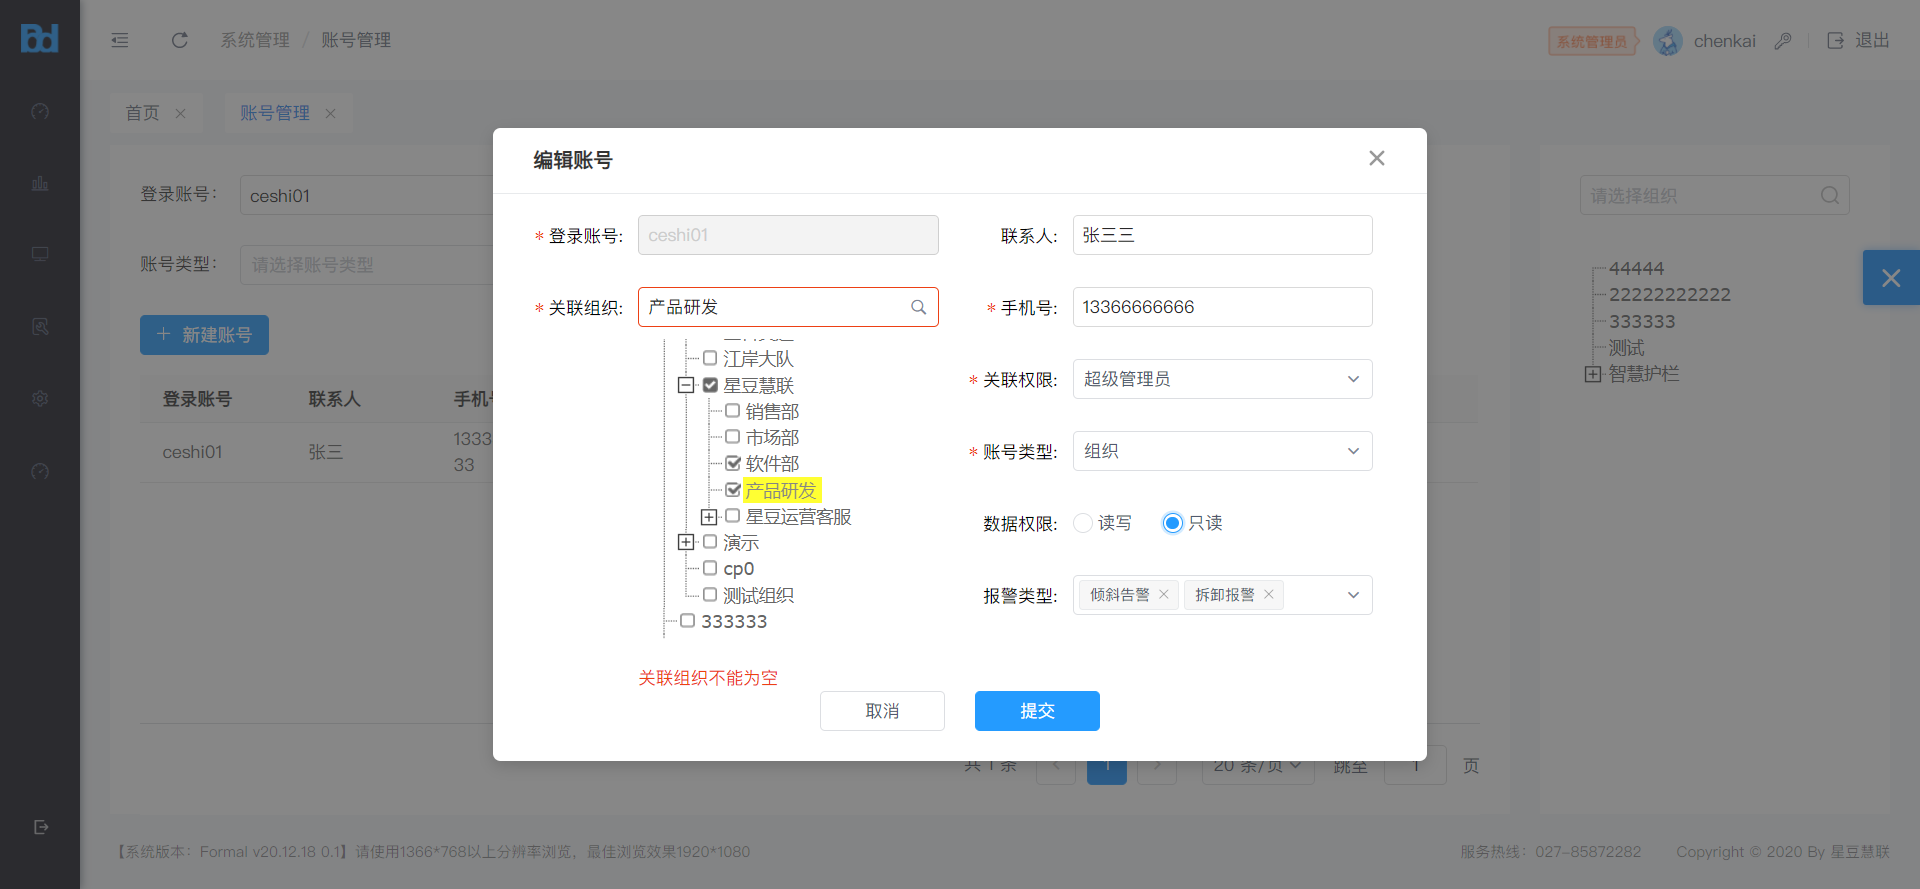 系统管理 / 账号管理
系统管理员 chenkai 退出
首页 账号管理
编辑账号
登录账号： ceshi01
账号类型： 请选择账号类型
新建账号
登录账号 联系人 手机号
ceshi01 张三 1333
33
* 登录账号: ceshi01
联系人: 张三三
* 关联组织: 产品研发
* 手机号: 13366666666
江岸大队
星豆慧联
销售部
市场部
软件部
产品研发
星豆运营客服
演示
cp0
测试组织
333333
* 关联权限: 超级管理员
* 账号类型: 组织
数据权限: 读写 只读
报警类型: 倾斜告警 拆卸报警
关联组织不能为空
取消 提交
请选择组织
44444
22222222222
333333
测试
智慧护栏
共 1 条 1 20 条/页 跳至 1 页
【系统版本：Formal v20.12.18 0.1】请使用1366*768以上分辨率浏览，最佳浏览效果1920*1080
服务热线：027-85872282 Copyright © 2020 By 星豆慧联